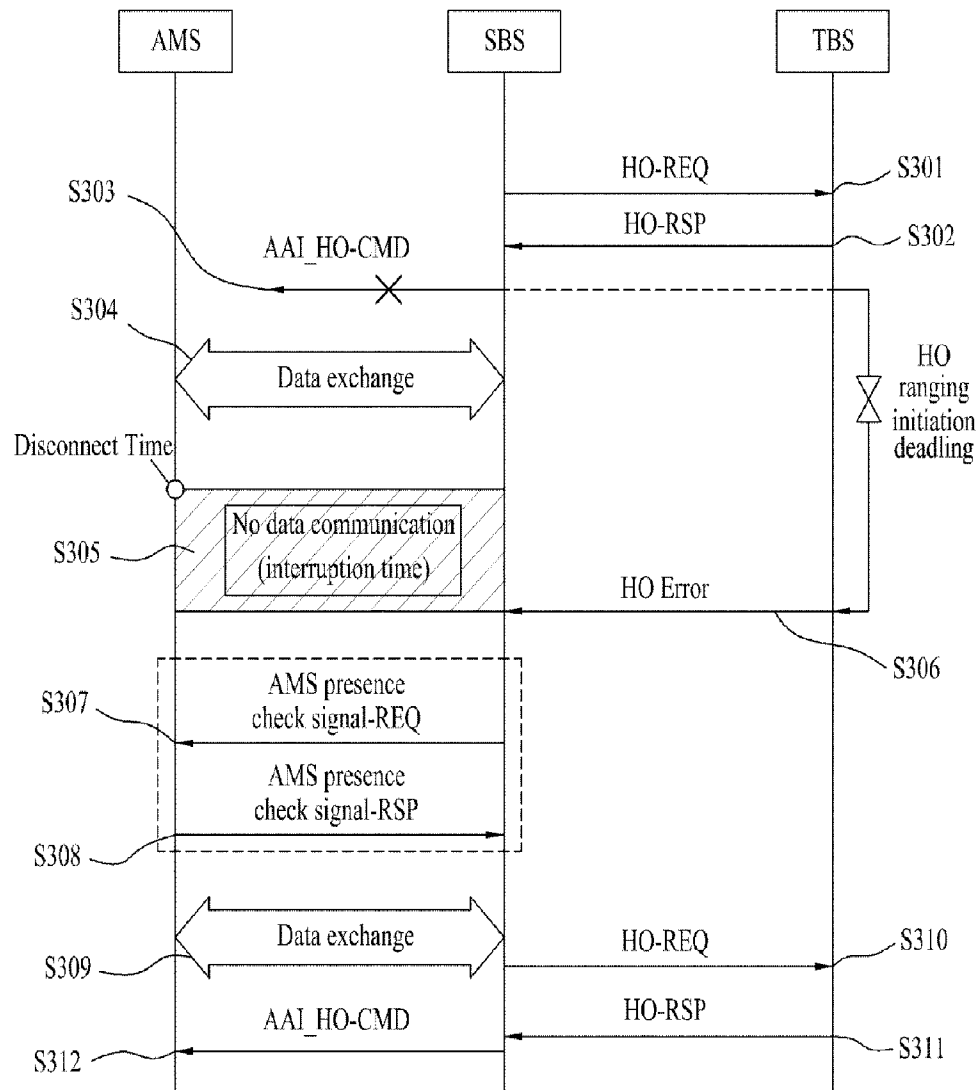 AMS
SBS
TBS
HO-REQ
S301
S303
HO-RSP
S302
AAI_HO-CMD
S304
Data exchange
HO
ranging
initiation
deadling
Disconnect Time
No data communication
(interruption time)
S305
HO Error
S306
AMS presence
check signal-REQ
S307
AMS presence
check signal-RSP
S308
Data exchange
S309
HO-REQ
S310
HO-RSP
S311
AAI_HO-CMD
S312